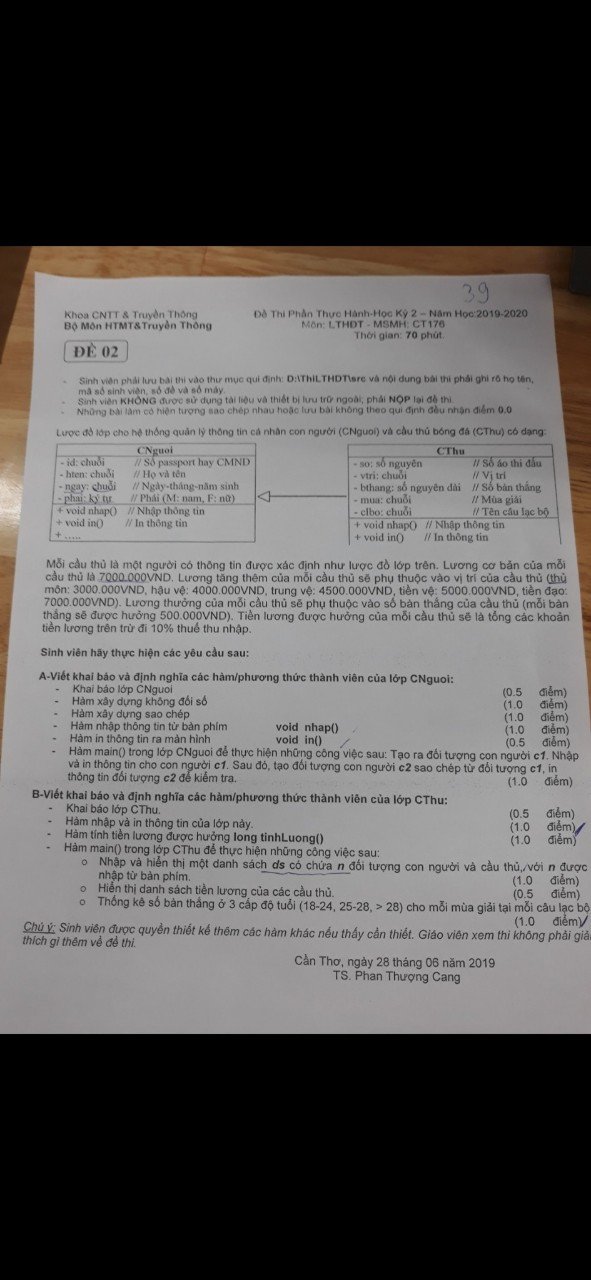 39
Khoa CNTT & Truyền Thông
Đề Thi Phần Thực Hành-Học Kỳ 2 – Năm Học:2019-2020
Bộ Môn HTMT&Truyền Thông
Môn: LTHĐT - MSMH: CT176
Thời gian: 70 phút.
ĐỀ 02
- Sinh viên phải lưu bài thi vào thư mục qui định: D:\ThiLTHDT\src và nội dung bài thi phải ghi rõ họ tên,
mã số sinh viên, số đề và số máy.
- Sinh viên KHÔNG được sử dụng tài liệu và thiết bị lưu trữ ngoài; phải NỘP lại đề thi.
- Những bài làm có hiện tượng sao chép nhau hoặc lưu bài không theo qui định đều nhận điểm 0.0
Lược đồ lớp cho hệ thống quản lý thông tin cá nhân con người (CNguoi) và cầu thủ bóng đá (CThu) có dạng:
CNguoi
- id: chuỗi // Số passport hay CMND
- hten: chuỗi // Họ và tên
- ngay: chuỗi // Ngày-tháng-năm sinh
- phai: ký tự // Phái (M: nam, F: nữ)
+ void nhap() // Nhập thông tin
+ void in() // In thông tin
+ .....
CThu
- so: số nguyên // Số áo thi đấu
- vtri: chuỗi // Vị trí
- bthang: số nguyên dài // Số bàn thắng
- mua: chuỗi // Mùa giải
- clbo: chuỗi // Tên câu lạc bộ
+ void nhap() // Nhập thông tin
+ void in() // In thông tin
Mỗi cầu thủ là một người có thông tin được xác định như lược đồ lớp trên. Lương cơ bản của mỗi
cầu thủ là 7000.000VND. Lương tăng thêm của mỗi cầu thủ sẽ phụ thuộc vào vị trí của cầu thủ (thủ
môn: 3000.000VND, hậu vệ: 4000.000VND, trung vệ: 4500.000VND, tiền vệ: 5000.000VND, tiền đạo:
7000.000VND). Lương thưởng của mỗi cầu thủ sẽ phụ thuộc vào số bàn thắng của cầu thủ (mỗi bàn
thắng sẽ được hưởng 500.000VND). Tiền lương được hưởng của mỗi cầu thủ sẽ là tổng các khoản
tiền lương trên trừ đi 10% thuế thu nhập.
Sinh viên hãy thực hiện các yêu cầu sau:
A-Viết khai báo và định nghĩa các hàm/phương thức thành viên của lớp CNguoi:
- Khai báo lớp CNguoi (0.5 điểm)
- Hàm xây dựng không đối số (1.0 điểm)
- Hàm xây dựng sao chép (1.0 điểm)
- Hàm nhập thông tin từ bàn phím void nhap() (1.0 điểm)
- Hàm in thông tin ra màn hình void in() (0.5 điểm)
- Hàm main() trong lớp CNguoi để thực hiện những công việc sau: Tạo ra đối tượng con người c1. Nhập
và in thông tin cho con người c1. Sau đó, tạo đối tượng con người c2 sao chép từ đối tượng c1, in
thông tin đối tượng c2 để kiểm tra. (1.0 điểm)
B-Viết khai báo và định nghĩa các hàm/phương thức thành viên của lớp CThu:
- Khai báo lớp CThu. (0.5 điểm)
- Hàm nhập và in thông tin của lớp này. (1.0 điểm)
- Hàm tính tiền lương được hưởng long tinhLuong() (1.0 điểm)
- Hàm main() trong lớp CThu để thực hiện những công việc sau:
o Nhập và hiển thị một danh sách ds có chứa n đối tượng con người và cầu thủ, với n được
nhập từ bàn phím. (1.0 điểm)
o Hiển thị danh sách tiền lương của các cầu thủ. (0.5 điểm)
o Thống kê số bàn thắng ở 3 cấp độ tuổi (18-24, 25-28, > 28) cho mỗi mùa giải tại mỗi câu lạc bộ
(1.0 điểm)
Chú ý: Sinh viên được quyền thiết kế thêm các hàm khác nếu thấy cần thiết. Giáo viên xem thi không phải giải
thích gì thêm về đề thi.
Cần Thơ, ngày 28 tháng 06 năm 2019
TS. Phan Thượng Cang